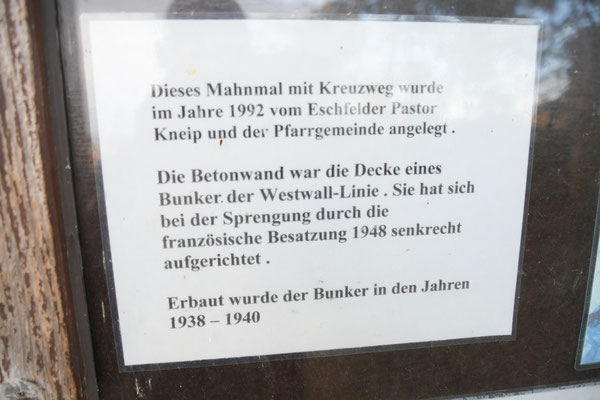 Dieses Mahnmal mit Kreuzweg wurde
im Jahre 1992 vom Eschfelder Pastor
Kneip und der Pfarrgemeinde angelegt .
Die Betonwand war die Decke eines
Bunker der Westwall-Linie . Sie hat sich
bei der Sprengung durch die
französische Besatzung 1948 senkrecht
aufgerichtet .
Erbaut wurde der Bunker in den Jahren
1938 – 1940